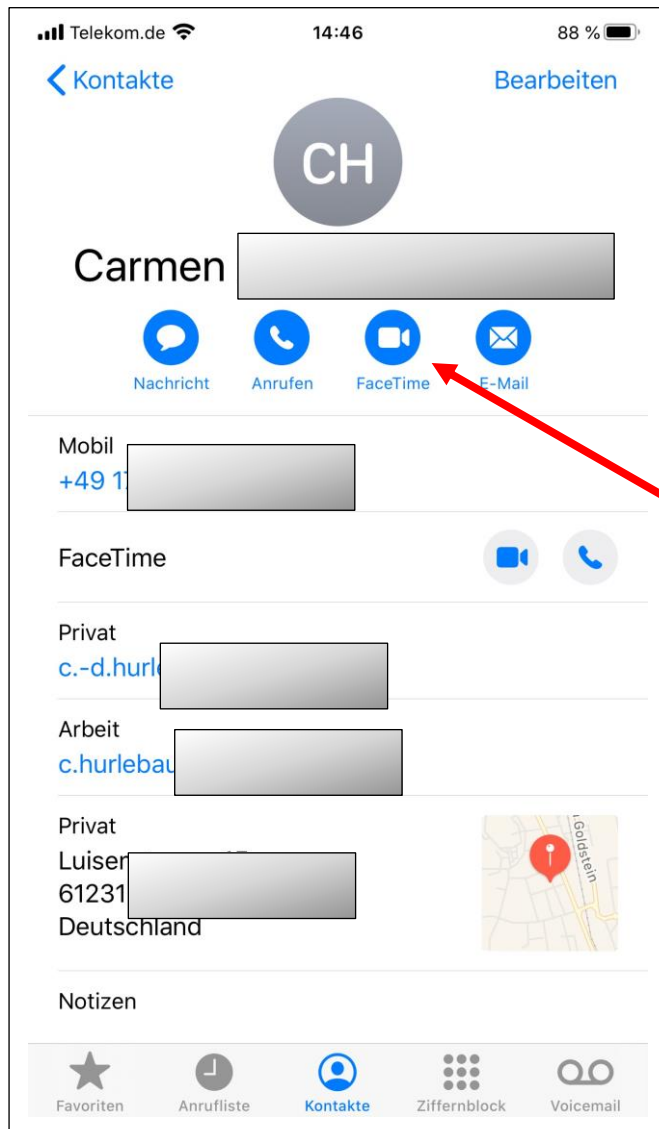 Telekom.de 14:46 88 %
Kontakte Bearbeiten
CH
Carmen
Nachricht Anrufen FaceTime E-Mail
Mobil
+49 1
FaceTime
Privat
c.-d.hurl
Arbeit
c.hurlebau
Privat
Luisen
61231
Deutschland
Goldstein
Notizen
Favoriten Anrufliste Kontakte Ziffernblock Voicemail